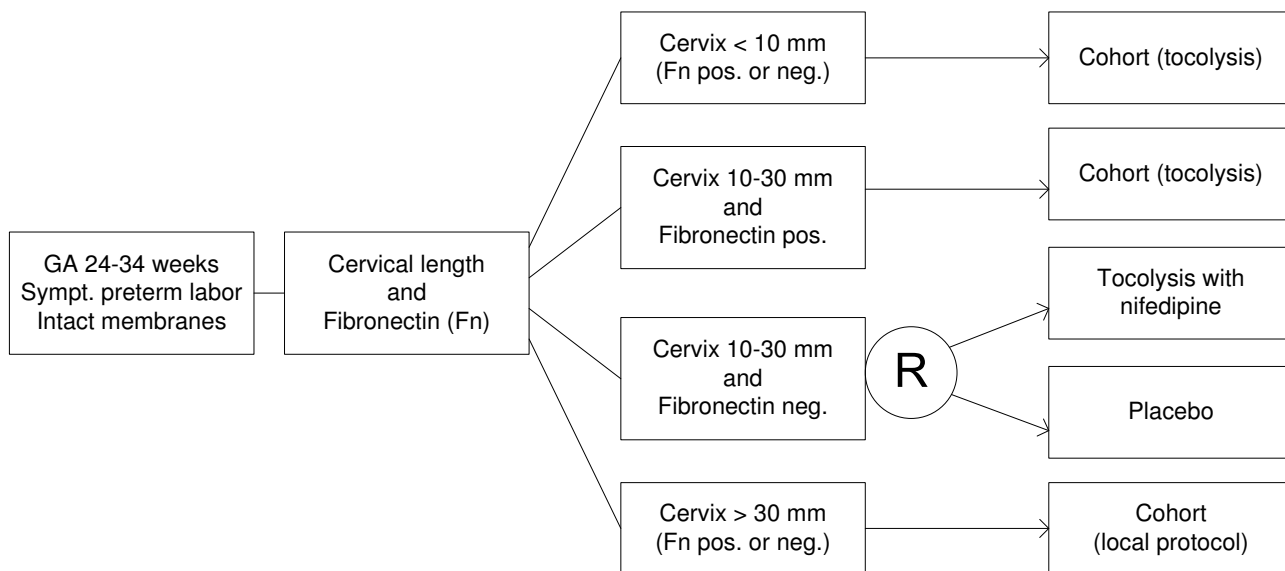 GA 24-34 weeks
Sympt. preterm labor
Intact membranes
Cervical length
and
Fibronectin (Fn)
Cervix < 10 mm
(Fn pos. or neg.)
Cohort (tocolysis)
Cervix 10-30 mm
and
Fibronectin pos.
Cohort (tocolysis)
Cervix 10-30 mm
and
Fibronectin neg.
R
Tocolysis with
nifedipine
Placebo
Cervix > 30 mm
(Fn pos. or neg.)
Cohort
(local protocol)